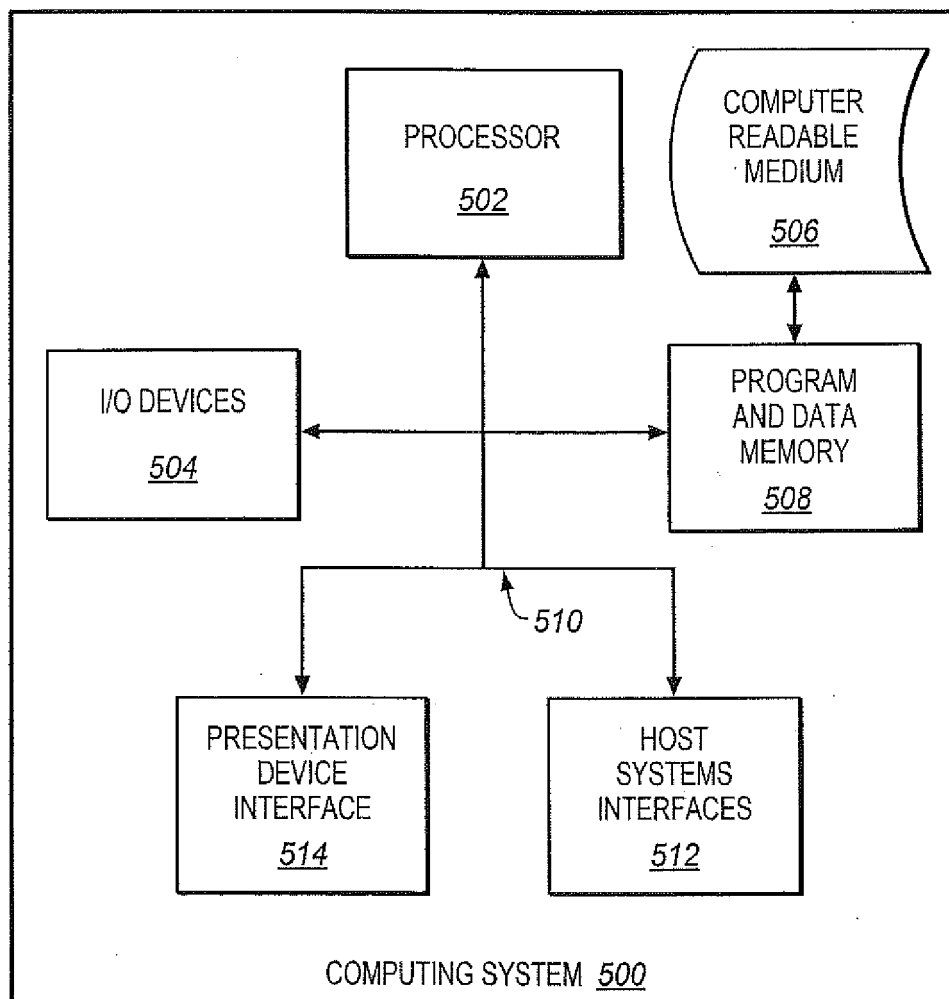 PROCESSOR
502
COMPUTER
READABLE
MEDIUM
506
I/O DEVICES
504
PROGRAM
AND DATA
MEMORY
508
510
PRESENTATION
DEVICE
INTERFACE
514
HOST
SYSTEMS
INTERFACES
512
COMPUTING SYSTEM 500